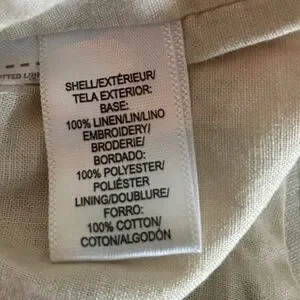 SHELL/EXTÉRIEUR/
TELA EXTERIOR:
BASE:
100% LINEN/LIN/LINO
EMBROIDERY/
BRODERIE/
BORDADO:
100% POLYESTER/
POLIÉSTER
LINING/DOUBLURE/
FORRO:
100% COTTON/
COTON/ALGODÓN